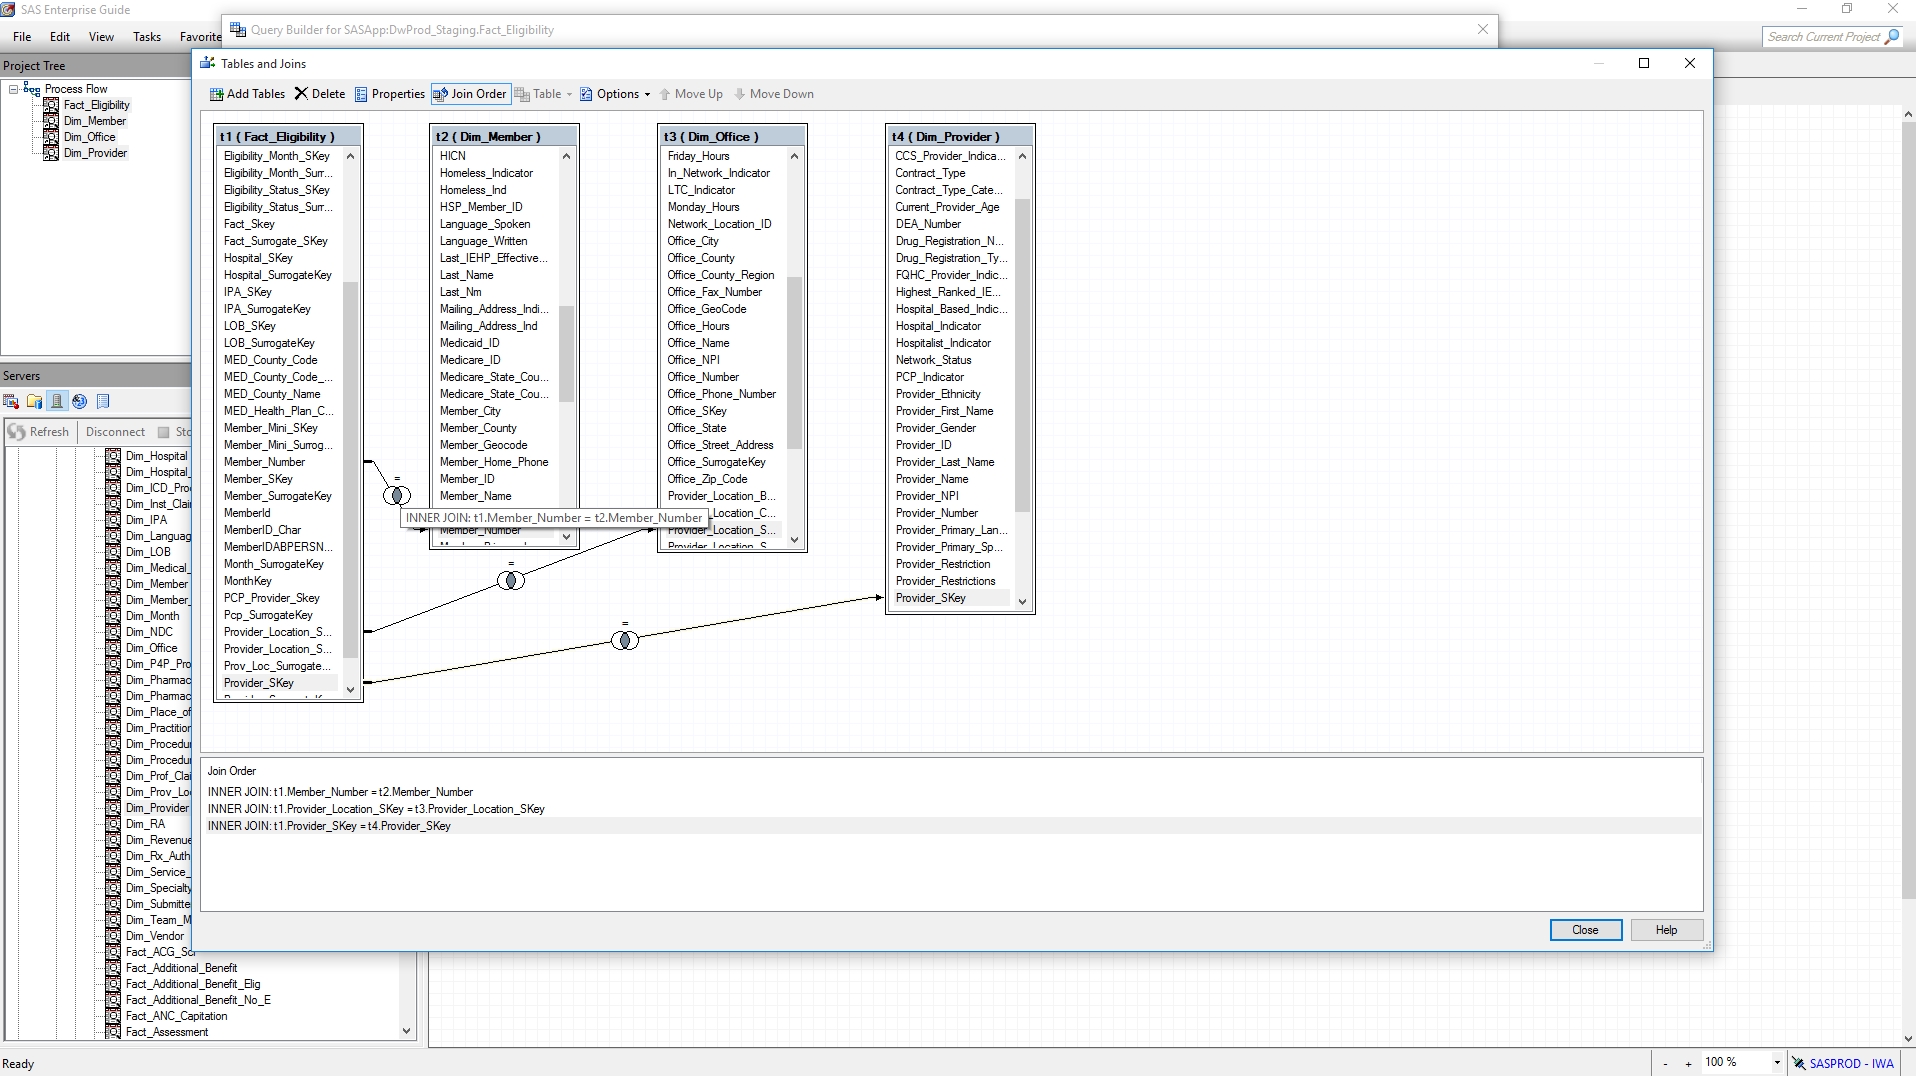 SAS Enterprise Guide
File Edit View Tasks Favorite
Query Builder for SASApp:DwProd_Staging.Fact_Eligibility
Search Current Project
Project Tree
Process Flow
Fact_Eligibility
Dim_Member
Dim_Office
Dim_Provider
Servers
Refresh Disconnect Sto
Dim_Hospital
Dim_Hospital_
Dim_ICD_Pro
Dim_Inst_Clai
Dim_IPA
Dim_Languag
Dim_LOB
Dim_Medical_
Dim_Member
Dim_Member_
Dim_Month
Dim_NDC
Dim_Office
Dim_P4P_Pro
Dim_Pharmac
Dim_Pharmac
Dim_Place_of
Dim_Practition
Dim_Procedu
Dim_Procedu
Dim_Prof_Clai
Dim_Prov_Lo
Dim_Provider
Dim_RA
Dim_Revenue
Dim_Rx_Auth
Dim_Service_
Dim_Specialty
Dim_Submitte
Dim_Team_M
Dim_Vendor
Fact_ACG_Scr
Fact_Additional_Benefit
Fact_Additional_Benefit_Elig
Fact_Additional_Benefit_No_E
Fact_ANC_Capitation
Fact_Assessment
Tables and Joins
Add Tables Delete Properties Join Order Table Options Move Up Move Down
t1 ( Fact_Eligibility )
Eligibility_Month_SKey
Eligibility_Month_Surr...
Eligibility_Status_SKey
Eligibility_Status_Surr...
Fact_Skey
Fact_Surrogate_SKey
Hospital_SKey
Hospital_SurrogateKey
IPA_SKey
IPA_SurrogateKey
LOB_SKey
LOB_SurrogateKey
MED_County_Code
MED_County_Code_...
MED_County_Name
MED_Health_Plan_C...
Member_Mini_SKey
Member_Mini_Surrog...
Member_Number
Member_SKey
Member_SurrogateKey
MemberId
MemberID_Char
MemberIDABPERSN...
Month_SurrogateKey
MonthKey
PCP_Provider_Skey
Pcp_SurrogateKey
Provider_Location_S...
Provider_Location_S...
Prov_Loc_Surrogate...
Provider_SKey
t2 ( Dim_Member )
HICN
Homeless_Indicator
Homeless_Ind
HSP_Member_ID
Language_Spoken
Language_Written
Last_IEHP_Effective...
Last_Name
Last_Nm
Mailing_Address_Indi...
Mailing_Address_Ind
Medicaid_ID
Medicare_ID
Medicare_State_Cou...
Medicare_State_Cou...
Member_City
Member_County
Member_Geocode
Member_Home_Phone
Member_ID
Member_Name
Member_Number
t3 ( Dim_Office )
Friday_Hours
In_Network_Indicator
LTC_Indicator
Monday_Hours
Network_Location_ID
Office_City
Office_County
Office_County_Region
Office_Fax_Number
Office_GeoCode
Office_Hours
Office_Name
Office_NPI
Office_Number
Office_Phone_Number
Office_SKey
Office_State
Office_Street_Address
Office_SurrogateKey
Office_Zip_Code
Provider_Location_B...
Location_C...
Provider_Location_S...
Provider_Location_S
t4 ( Dim_Provider )
CCS_Provider_Indica...
Contract_Type
Contract_Type_Cate...
Current_Provider_Age
DEA_Number
Drug_Registration_N...
Drug_Registration_Ty...
FQHC_Provider_Indic...
Highest_Ranked_IE...
Hospital_Based_Indic...
Hospital_Indicator
Hospitalist_Indicator
Network_Status
PCP_Indicator
Provider_Ethnicity
Provider_First_Name
Provider_Gender
Provider_ID
Provider_Last_Name
Provider_Name
Provider_NPI
Provider_Number
Provider_Primary_Lan...
Provider_Primary_Sp...
Provider_Restriction
Provider_Restrictions
Provider_SKey
=
INNER JOIN: t1.Member_Number = t2.Member_Number
=
=
Join Order
INNER JOIN: t1.Member_Number = t2.Member_Number
INNER JOIN: t1.Provider_Location_SKey = t3.Provider_Location_SKey
INNER JOIN: t1.Provider_SKey = t4.Provider_SKey
Close Help
Ready
- + 100 % SASPROD - IWA